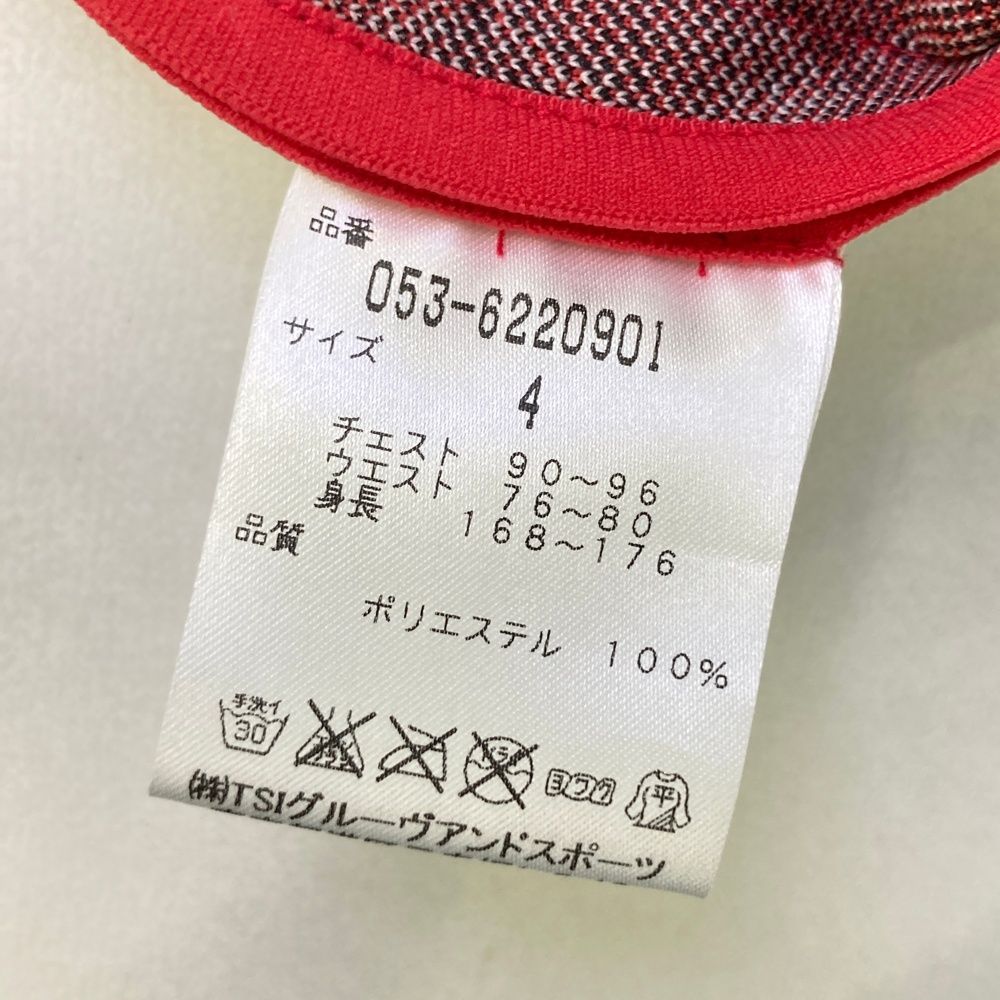 品番
053-6220901
サイズ
4
チエスト 90～96
ウエスト 76～80
身長 168～176
品質
ポリエステル 100%
手洗イ
30
ヨワク
平
㈱TSIグルーヴアンドスポーツ